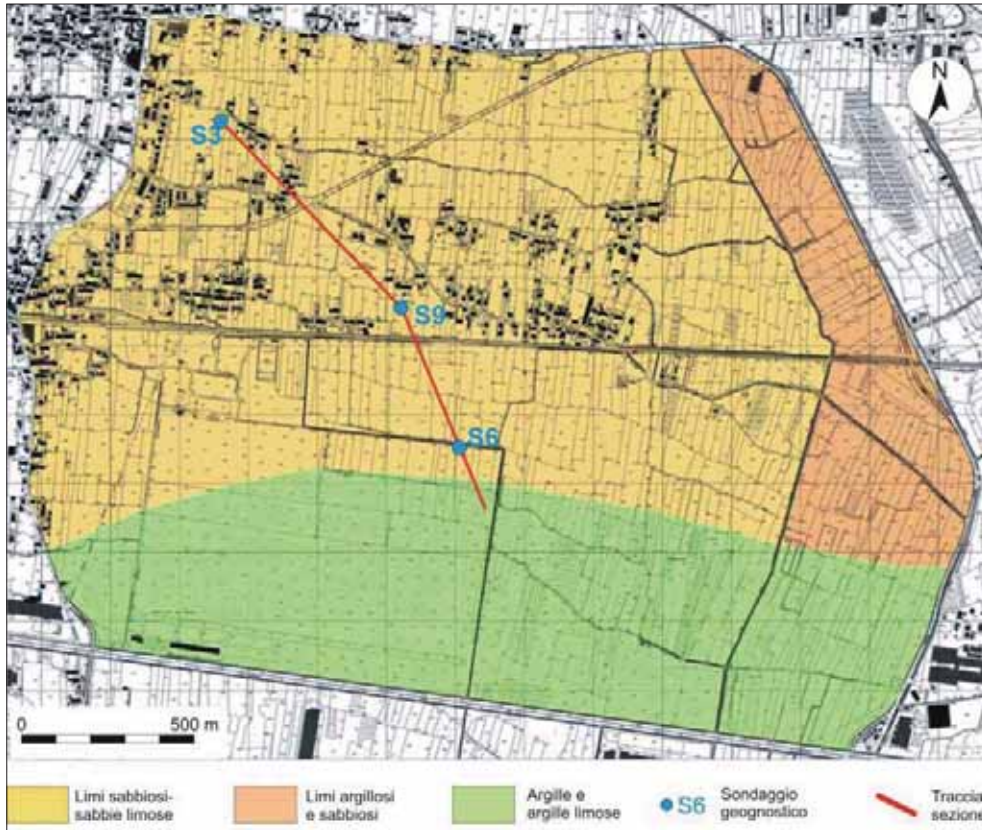 N
S3
S9
S6
0 500 m
Limi sabbiosi-
sabbie limose
Limi argillosi
e sabbiosi
Argille e
argille limose
S6
Sondaggio
geognostico
Traccia
sezione